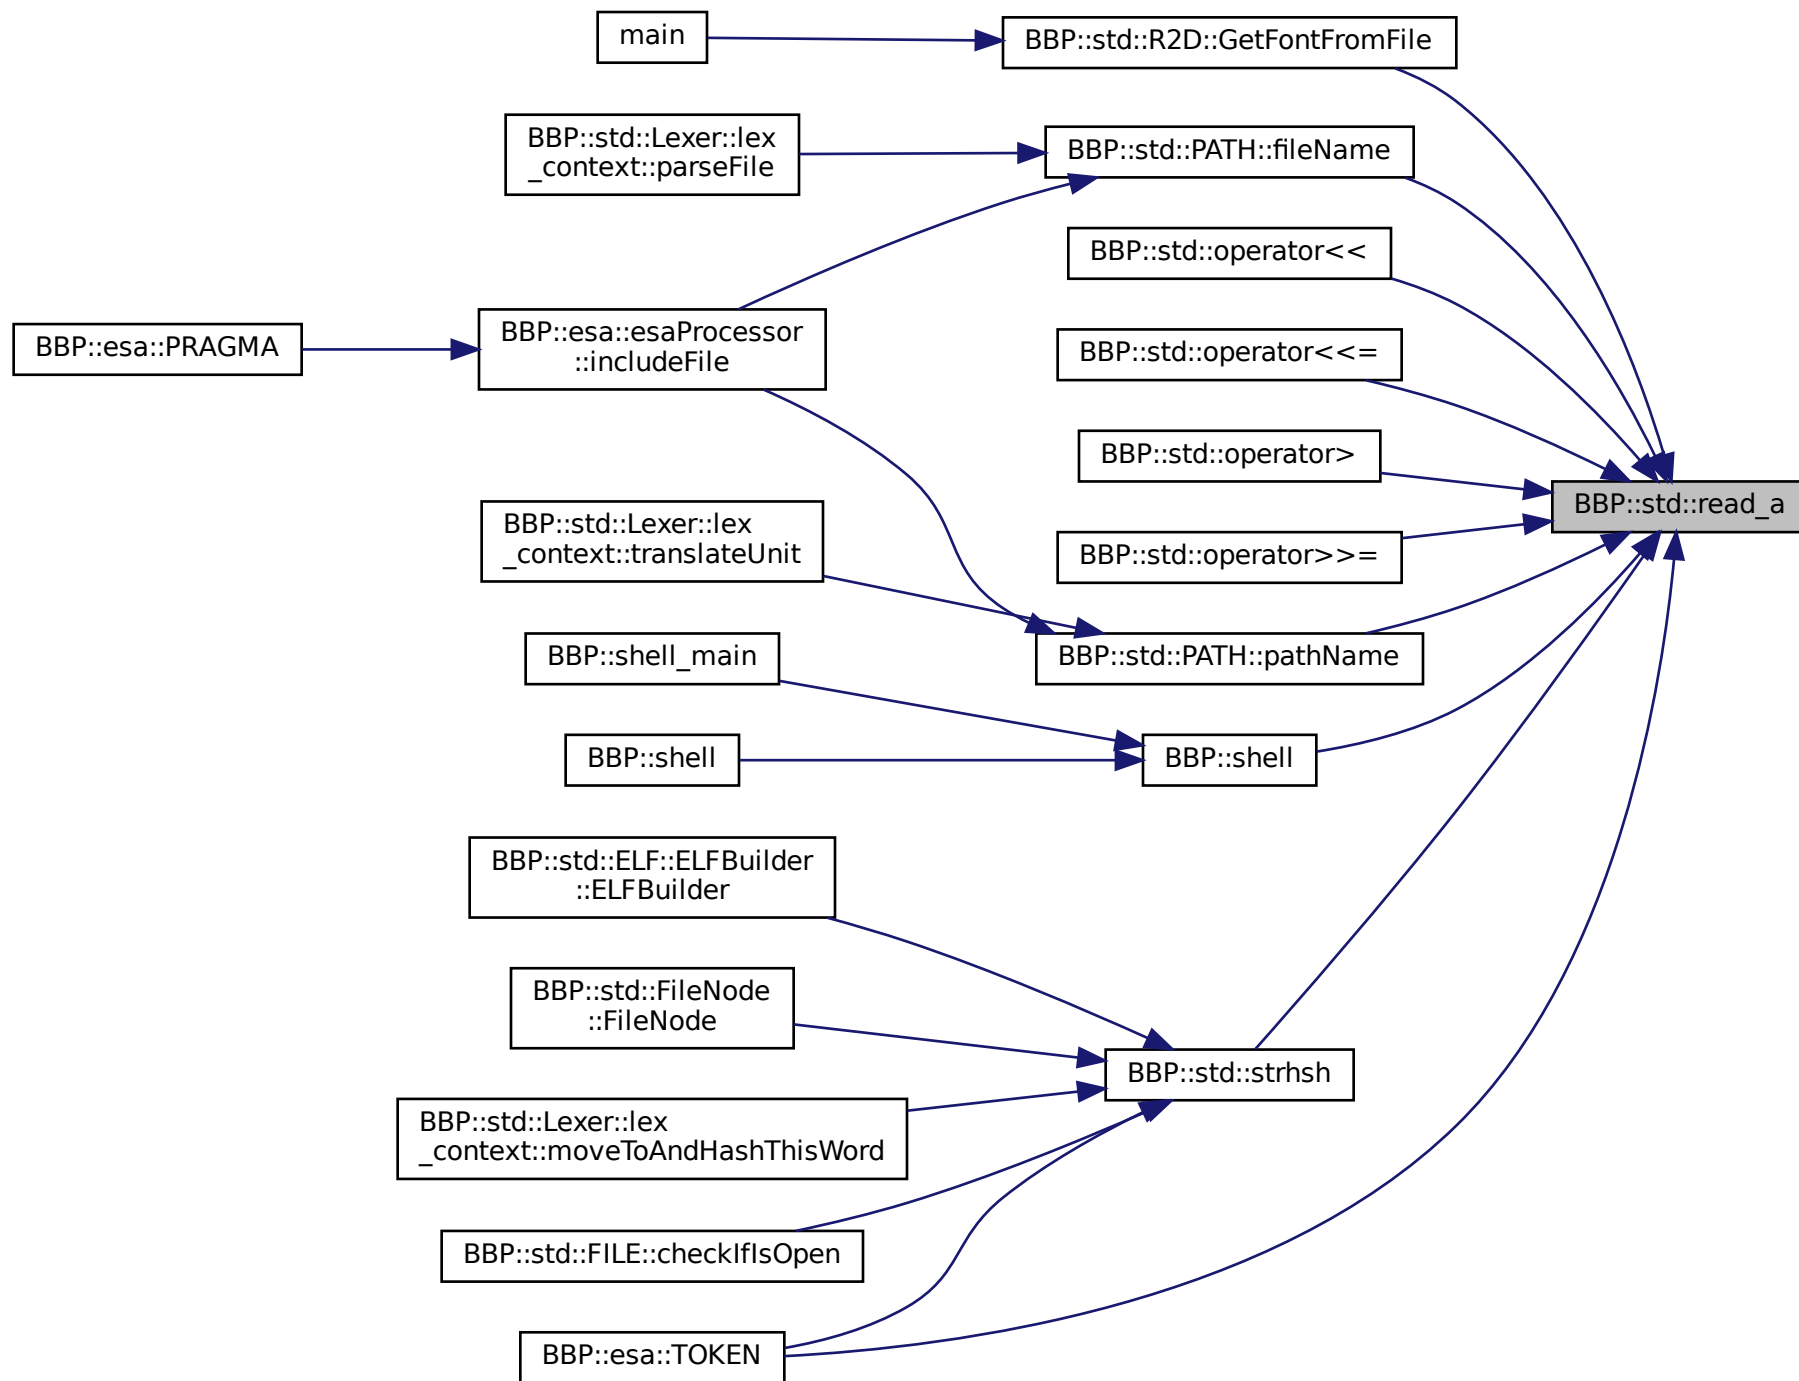 main
BBP::std::R2D::GetFontFromFile
BBP::std::Lexer::lex
_context::parseFile
BBP::std::PATH::fileName
BBP::std::operator<<
BBP::esa::PRAGMA
BBP::esa::esaProcessor
::includeFile
BBP::std::operator<<=
BBP::std::operator>
BBP::std::read_a
BBP::std::Lexer::lex
_context::translateUnit
BBP::std::operator>>=
BBP::shell_main
BBP::std::PATH::pathName
BBP::shell
BBP::shell
BBP::std::ELF::ELFBuilder
::ELFBuilder
BBP::std::FileNode
::FileNode
BBP::std::strhsh
BBP::std::Lexer::lex
_context::moveToAndHashThisWord
BBP::std::FILE::checkIfIsOpen
BBP::esa::TOKEN